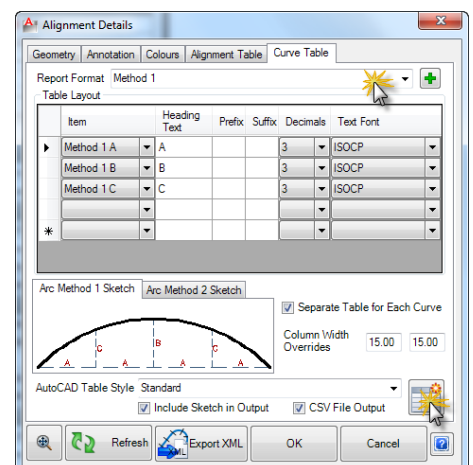 Alignment Details
Geometry Annotation Colours Alignment Table Curve Table
Report Format Method 1
Table Layout
Item Heading Text Prefix Suffix Decimals Text Font
Method 1 A A 3 ISOCP
Method 1 B B 3 ISOCP
Method 1 C C 3 ISOCP
Arc Method 1 Sketch Arc Method 2 Sketch
Separate Table for Each Curve
C B C
A A A A
Column Width Overrides 15.00 15.00
AutoCAD Table Style Standard
Include Sketch in Output CSV File Output
Refresh XML Export XML OK Cancel